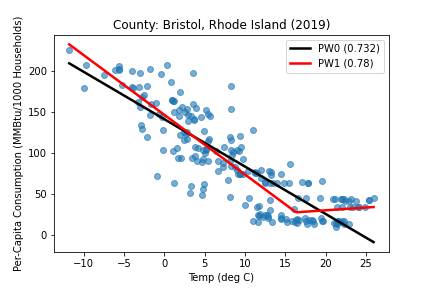 County: Bristol, Rhode Island (2019)
PW0 (0.732)
PW1 (0.78)
Per-Capita Consumption (MMBtu/1000 Households)
200
150
100
50
0
−10
−5
0
5
10
15
20
25
Temp (deg C)